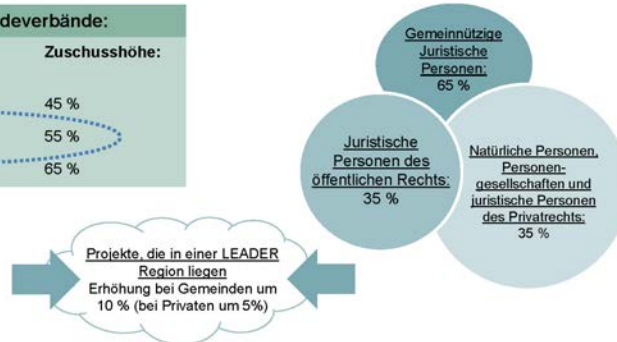 deverbände:
Zuschusshöhe:
45 %
55 %
65 %
Gemeinnützige
Juristische
Personen:
65 %
Juristische
Personen des
öffentlichen Rechts:
35 %
Natürliche Personen,
Personen-
gesellschaften und
juristische Personen
des Privatrechts:
35 %
Projekte, die in einer LEADER
Region liegen
Erhöhung bei Gemeinden um
10 % (bei Privaten um 5%)